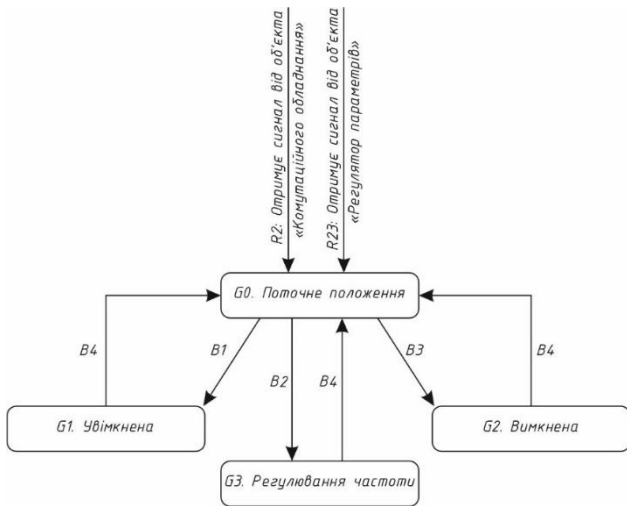 R2: Отримує сигнал від об'єкта
«Комутаційного обладнання»
R23: Отримує сигнал від об'єкта
«Регулятор параметрів»
G0. Поточне положення
B4
B1
B2
B4
B3
B4
G1. Увімкнена
G2. Вимкнена
G3. Регулювання частоти